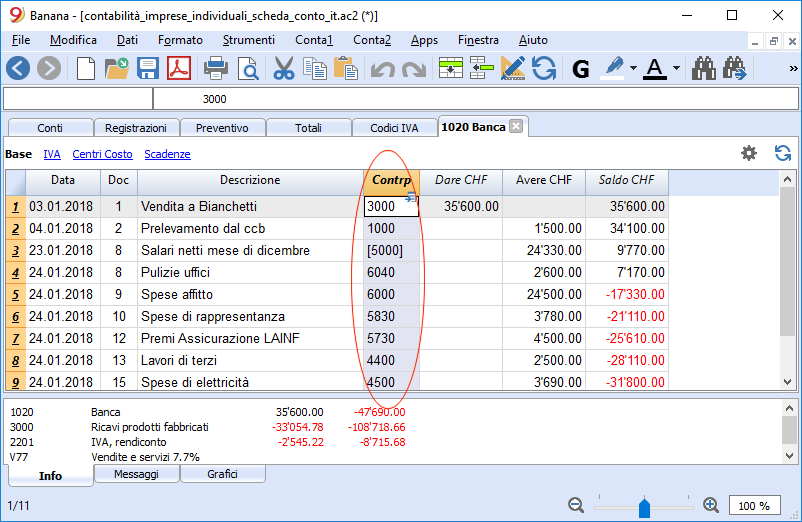 Banana - [contabilità_imprese_individuali_scheda_conto_it.ac2 (*)]
File Modifica Dati Formato Strumenti Conta1 Conta2 Apps Finestra Aiuto
G A »
3000
Conti Registrazioni Preventivo Totali Codici IVA 1020 Banca
Base IVA Centri Costo Scadenze
Data Doc Descrizione Contrp Dare CHF Avere CHF Saldo CHF
1 03.01.2018 1 Vendita a Bianchetti 3000 35'600.00 35'600.00
2 04.01.2018 2 Prelevamento dal ccb 1000 1'500.00 34'100.00
3 23.01.2018 8 Salari netti mese di dicembre [5000] 24'330.00 9'770.00
4 24.01.2018 8 Pulizie uffici 6040 2'600.00 7'170.00
5 24.01.2018 9 Spese affitto 6000 24'500.00 -17'330.00
6 24.01.2018 10 Spese di rappresentanza 5830 3'780.00 -21'110.00
7 24.01.2018 12 Premi Assicurazione LAINF 5730 4'500.00 -25'610.00
8 24.01.2018 13 Lavori di terzi 4400 2'500.00 -28'110.00
9 24.01.2018 15 Spese di elettricità 4500 3'690.00 -31'800.00
1020 Banca 35'600.00 -47'690.00
3000 Ricavi prodotti fabbricati -33'054.78 -108'718.66
2201 IVA, rendiconto -2'545.22 -8'715.68
V77 Vendite e servizi 7.7%
Info Messaggi Grafici
1/11 100 %